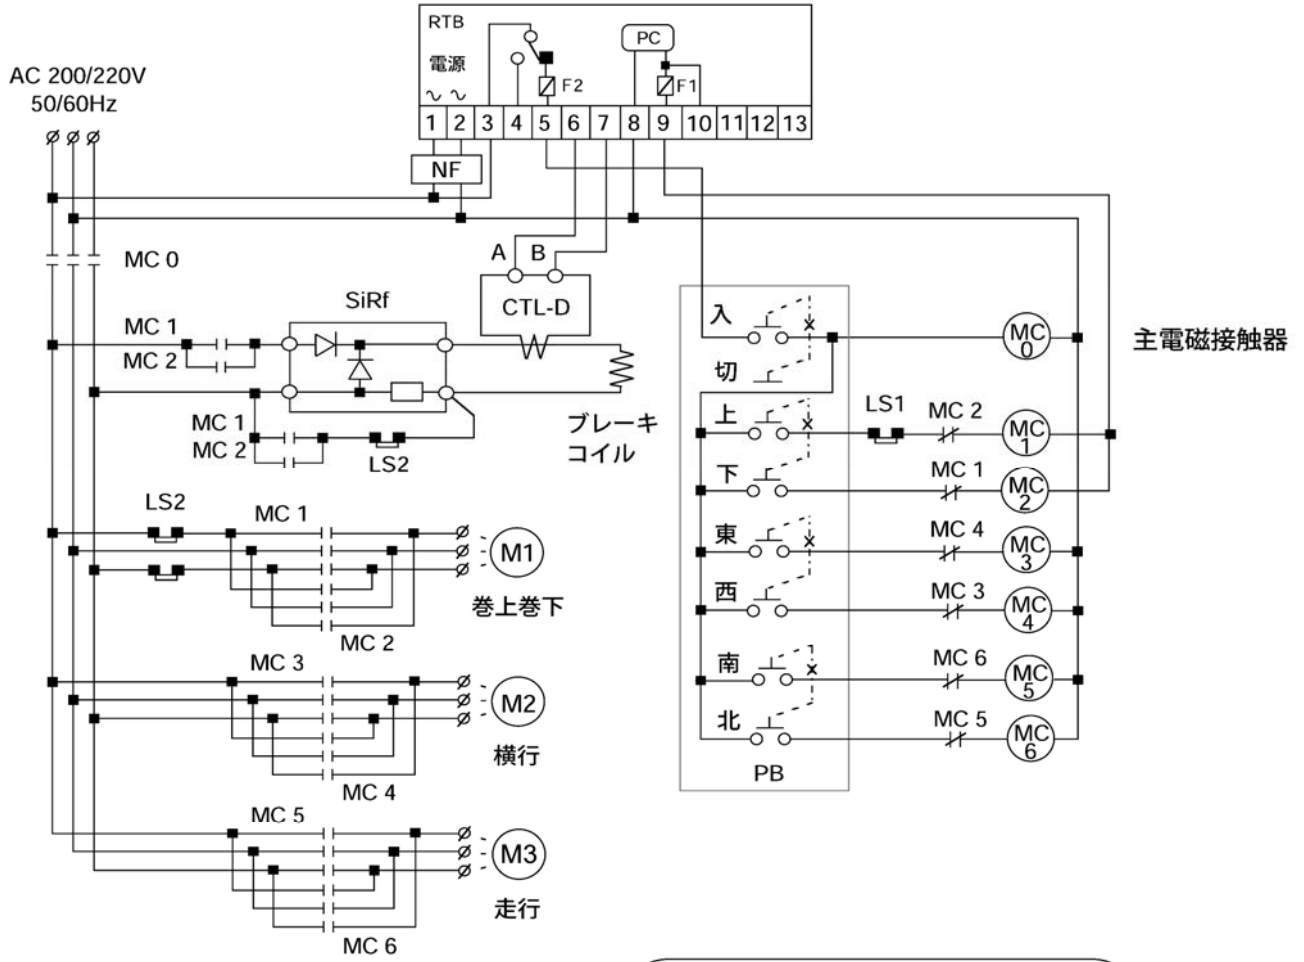 RTB
PC
電源
F2
F1
AC 200/220V
50/60Hz
1 2 3 4 5 6 7 8 9 10 11 12 13
NF
A B
MC 0
SiRf
CTL-D
MC 1
MC 2
MC 1
MC 2
LS2
ブレーキ
コイル
入
切
MC
0
主電磁接触器
上
LS1
MC 2
MC
1
下
MC 1
MC
2
東
MC 4
MC
3
西
MC 3
MC
4
南
MC 6
MC
5
北
MC 5
MC
6
PB
LS2
MC 1
M1
巻上巻下
MC 2
MC 3
M2
横行
MC 4
MC 5
M3
走行
MC 6